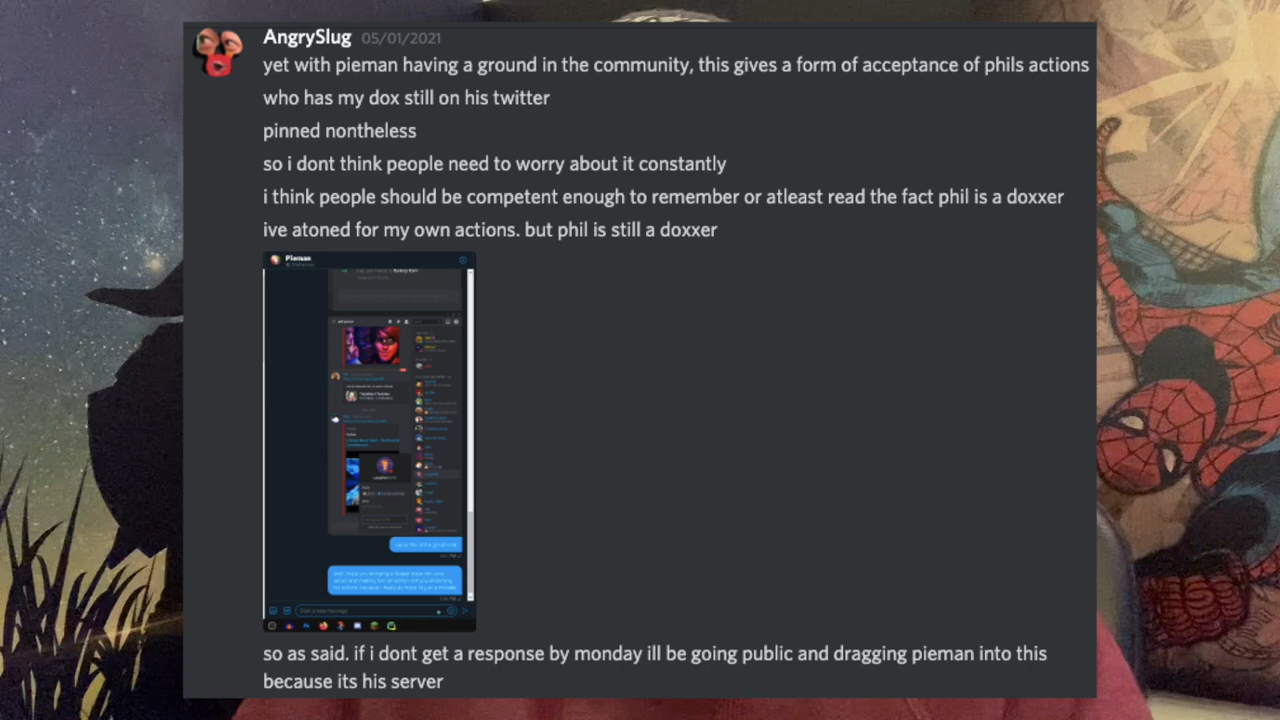 AngrySlug 05/01/2021
yet with pieman having a ground in the community, this gives a form of acceptance of phils actions
who has my dox still on his twitter
pinned nontheless
so i dont think people need to worry about it constantly
i think people should be competent enough to remember or atleast read the fact phil is a doxxer
ive atoned for my own actions. but phil is still a doxxer
Pieman
Start a new message
so as said. if i dont get a response by monday ill be going public and dragging pieman into this
because its his server